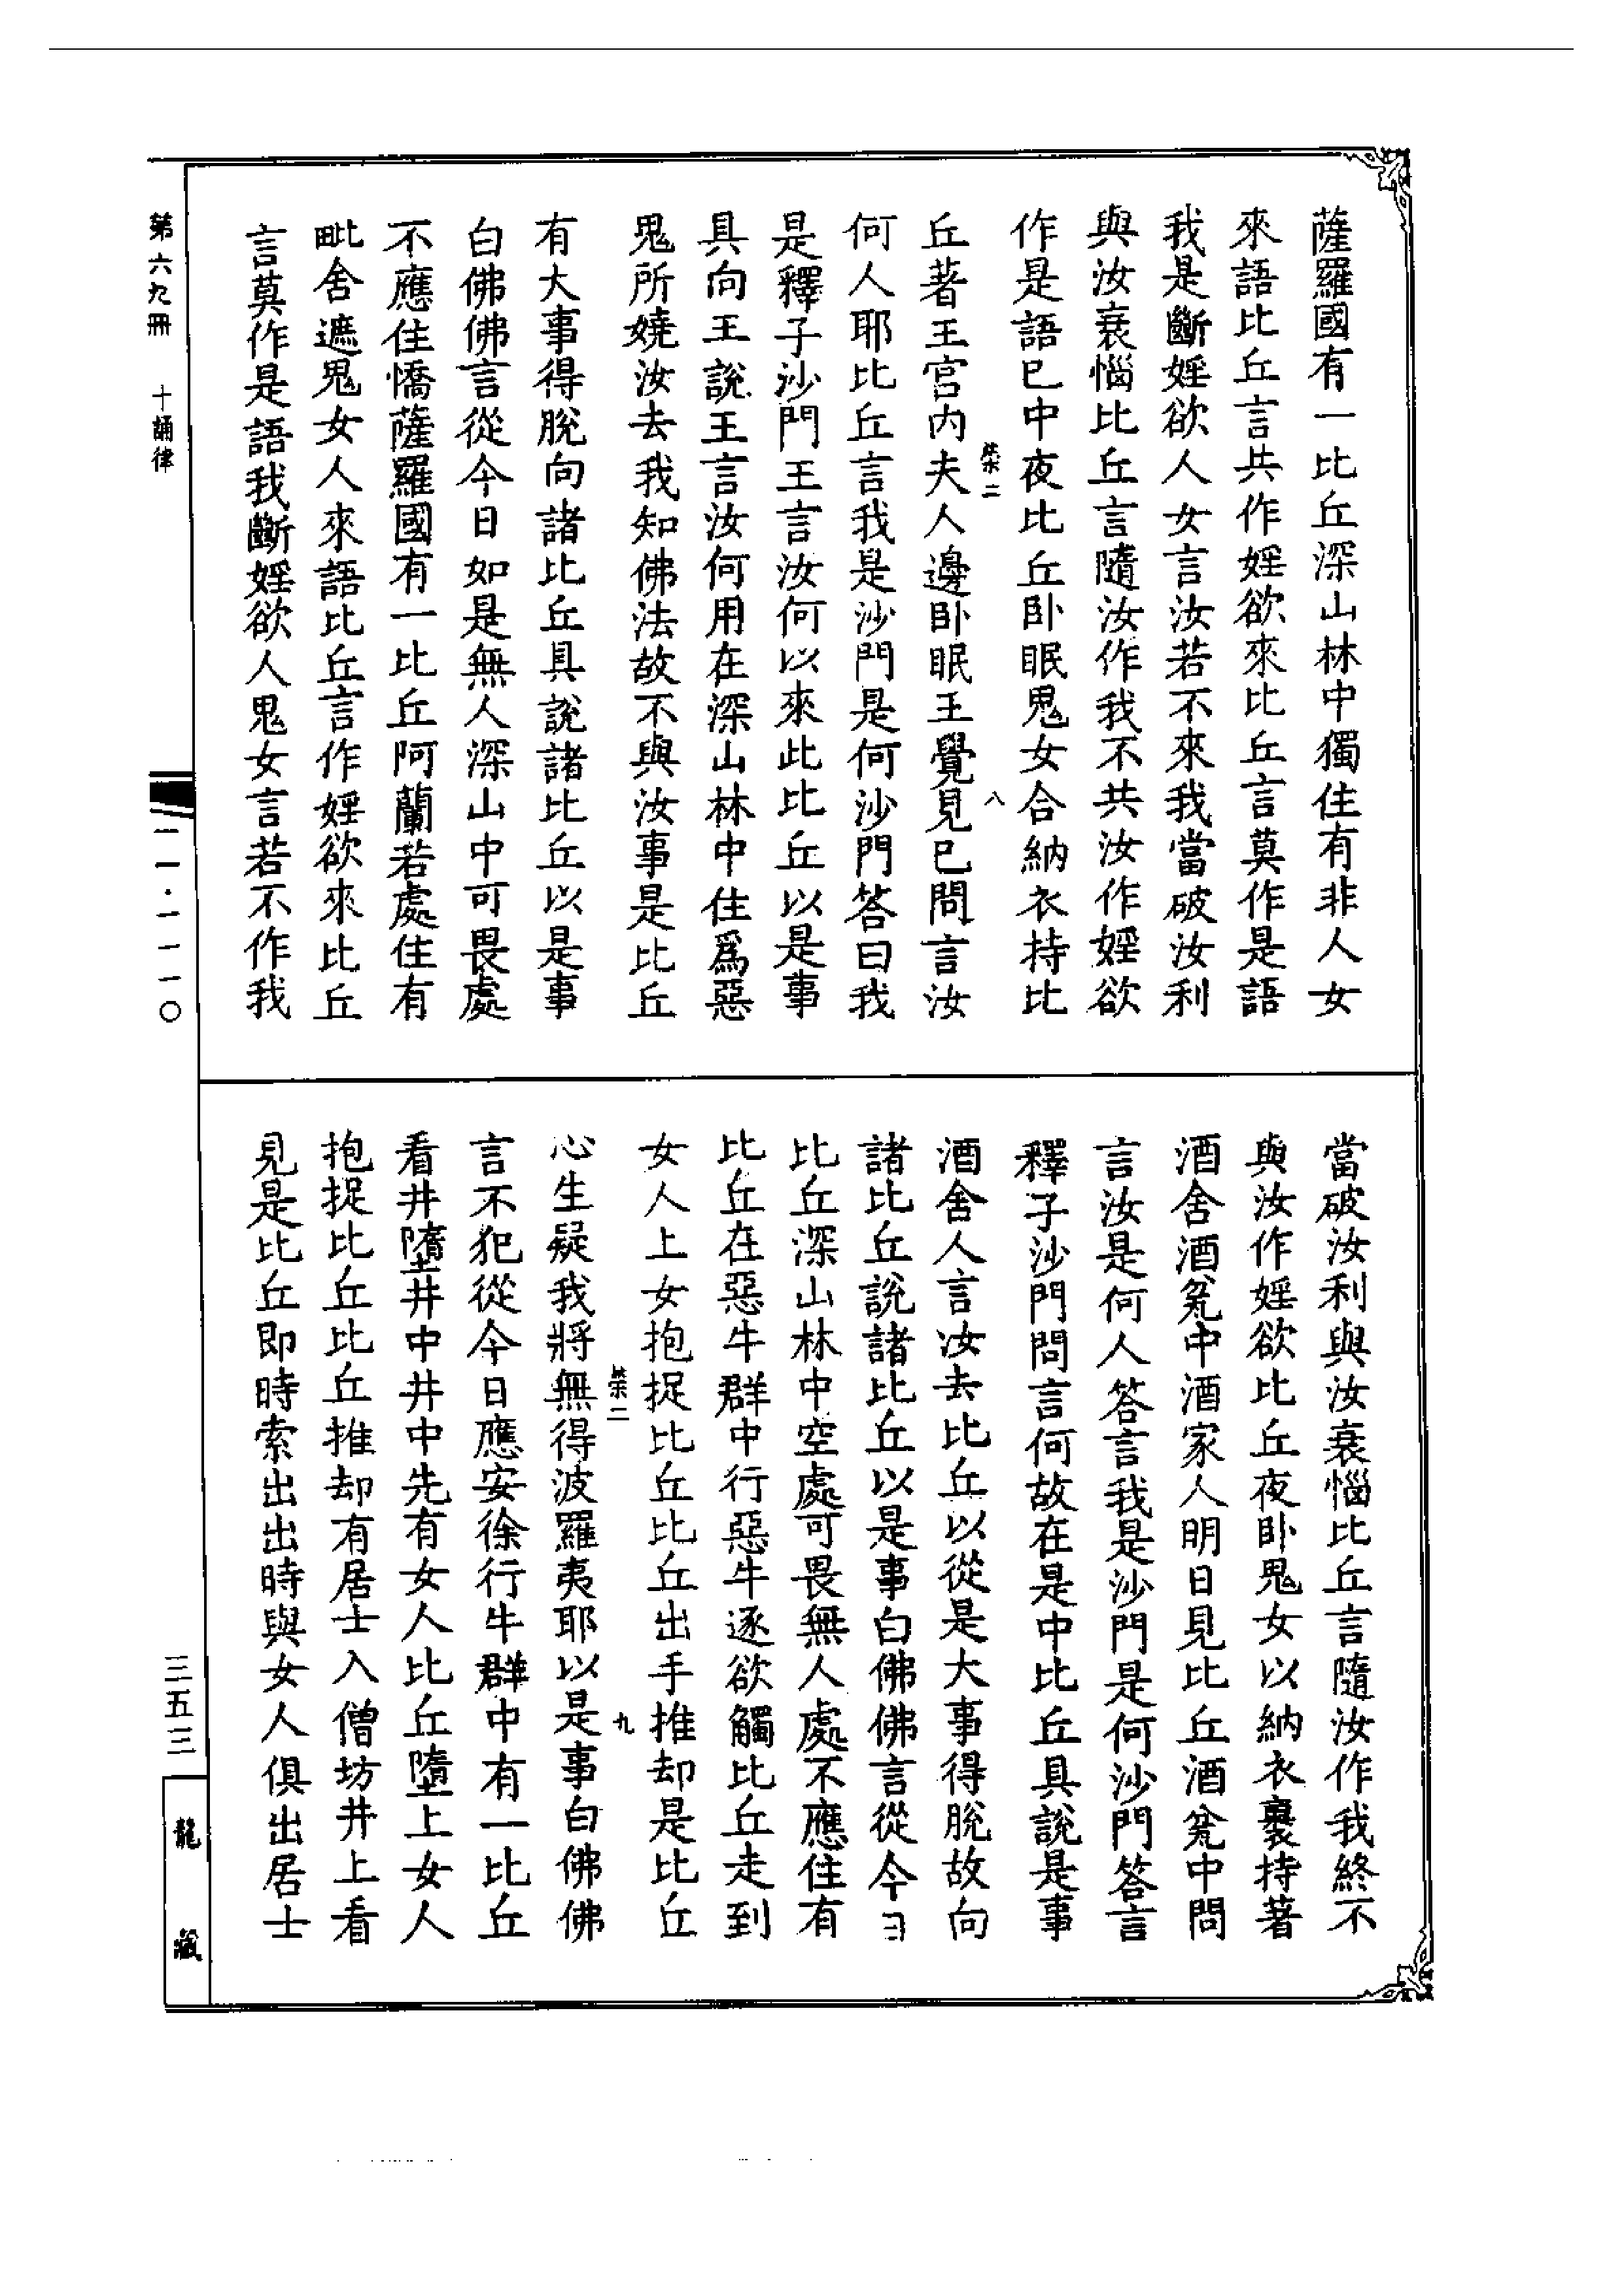 薩羅國有一比丘深山林中獨住有非人女
來語比丘言共作婬欲來比丘言莫作是語
我是斷婬欲人女言汝若不來我當破汝利
與汝衰惱比丘言隨汝作我不共汝作婬欲
作是語已中夜比丘卧眠鬼女合納衣持比
柴二
八
丘著王宮内夫人邊卧眠王覺見已問言汝
何人耶比丘言我是沙門是何沙門答曰我
是釋子沙門王言汝何以來此比丘以是事
具向王說王言汝何用在深山林中住爲惡
鬼所嬈汝去我知佛法故不與汝事是比丘
有大事得脫向諸比丘具說諸比丘以是事
白佛佛言從今日如是無人深山中可畏處
不應住憍薩羅國有一比丘阿蘭若處住有
毗舍遮鬼女人來語比丘言作婬欲來比丘
言莫作是語我斷婬欲人鬼女言若不作我
當破汝利與汝衰惱比丘言隨汝作我終不
與汝作婬欲比丘夜卧鬼女以納衣裹持著
酒舍酒瓮中酒家人明日見比丘酒瓮中問
言汝是何人答言我是沙門是何沙門答言
釋子沙門問言何故在是中比丘具說是事
酒舍人言汝去比丘以從是大事得脫故向
諸比丘說諸比丘以是事白佛佛言從今日
比丘深山林中空處可畏無人處不應住有
比丘在惡牛群中行惡牛逐欲觸比丘走到
女人上女抱捉比丘比丘出手推却是比丘
柴二
九
心生疑我將無得波羅夷耶以是事白佛佛
言不犯從今日應安徐行牛群中有一比丘
看井墮井中井中先有女人比丘墮上女人
抱捉比丘比丘推却有居士入僧坊井上看
見是比丘即時索出出時與女人俱出居士
第六九冊
十誦律
一一·一一一〇
三五三
龍藏